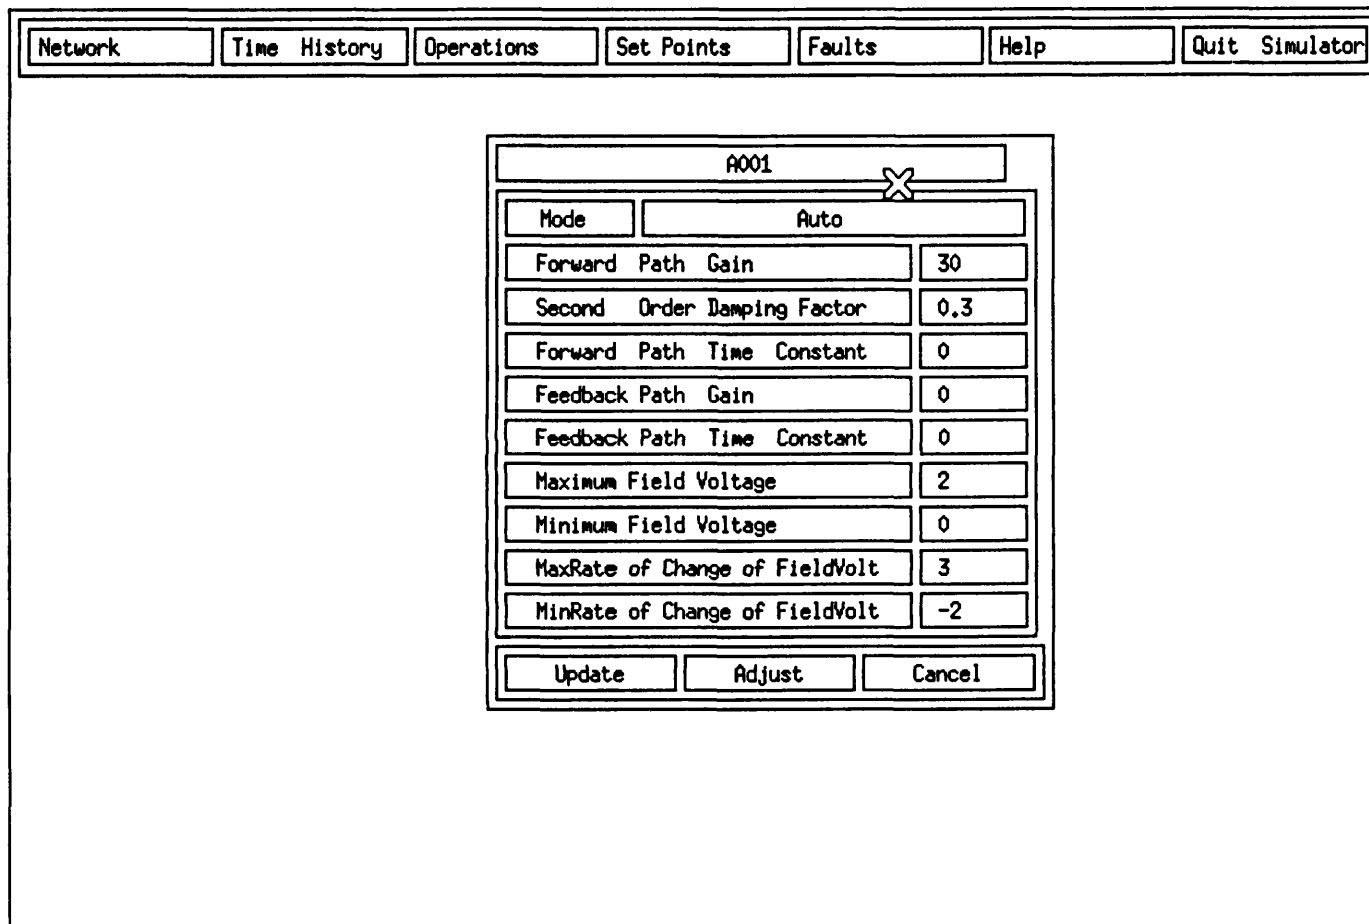 Network Time History Operations Set Points Faults Help Quit Simulator
A001
Mode Auto
Forward Path Gain 30
Second Order Damping Factor 0.3
Forward Path Time Constant 0
Feedback Path Gain 0
Feedback Path Time Constant 0
Maximum Field Voltage 2
Minimum Field Voltage 0
MaxRate of Change of FieldVolt 3
MinRate of Change of FieldVolt -2
Update Adjust Cancel